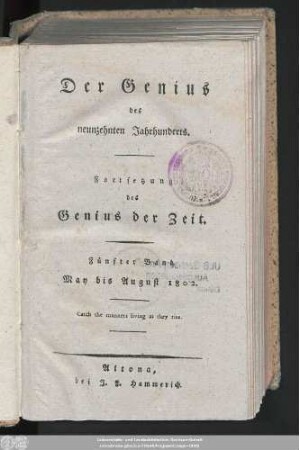 Der Genius
des
neunzehnten Jahrhunderts.
Fortsetzung
des
Genius der Zeit.
Fünfter Band
May bis August 1802.
Catch the manners living as they rise.
Altona,
bei J. F. Hammerich.